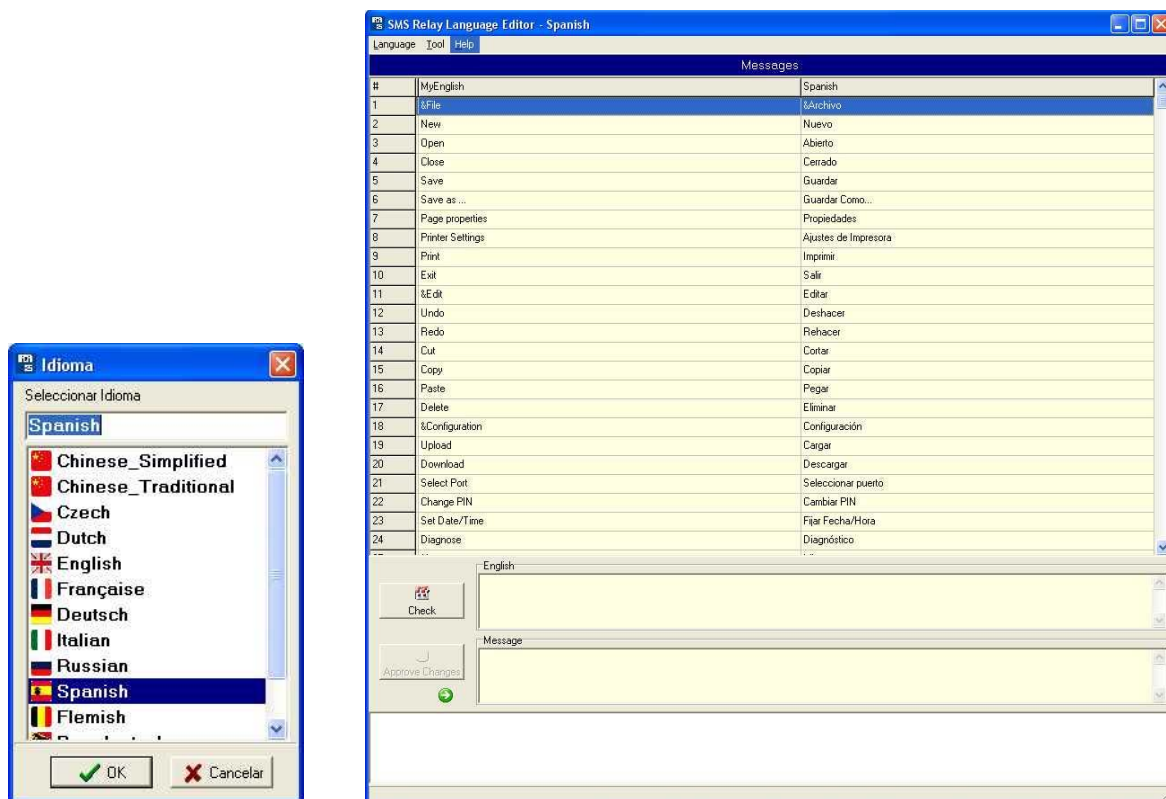 Idioma
Seleccionar Idioma
Spanish
Chinese_Simplified
Chinese_Traditional
Czech
Dutch
English
Française
Deutsch
Italian
Russian
Spanish
Flemish
OK Cancelar
SMS Relay Language Editor - Spanish
Language Tool Help
Messages
# MyEnglish Spanish
1 &File &Archivo
2 New Nuevo
3 Open Abierto
4 Close Cerrado
5 Save Guardar
6 Save as ... Guardar Como...
7 Page properties Propiedades
8 Printer Settings Ajustes de Impresora
9 Print Imprimir
10 Exit Salir
11 &Edit Editar
12 Undo Deshacer
13 Redo Rehacer
14 Cut Cortar
15 Copy Copiar
16 Paste Pegar
17 Delete Eliminar
18 &Configuration Configuración
19 Upload Cargar
20 Download Descargar
21 Select Port Seleccionar puerto
22 Change PIN Cambiar PIN
23 Set Date/Time Fijar Fecha/Hora
24 Diagnose Diagnóstico
English
Check
Message
Approve Changes